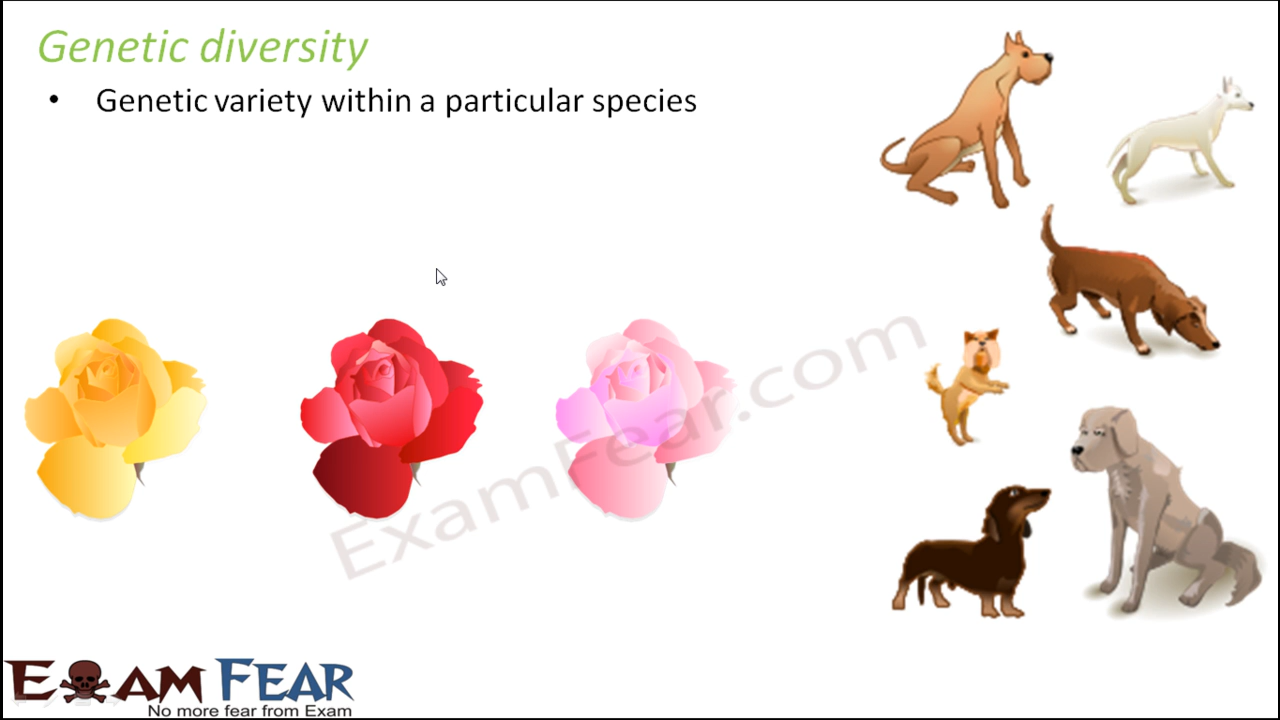 Genetic diversity
• Genetic variety within a particular species
ExamFear.com
EXAM FEAR
No more fear from Exam